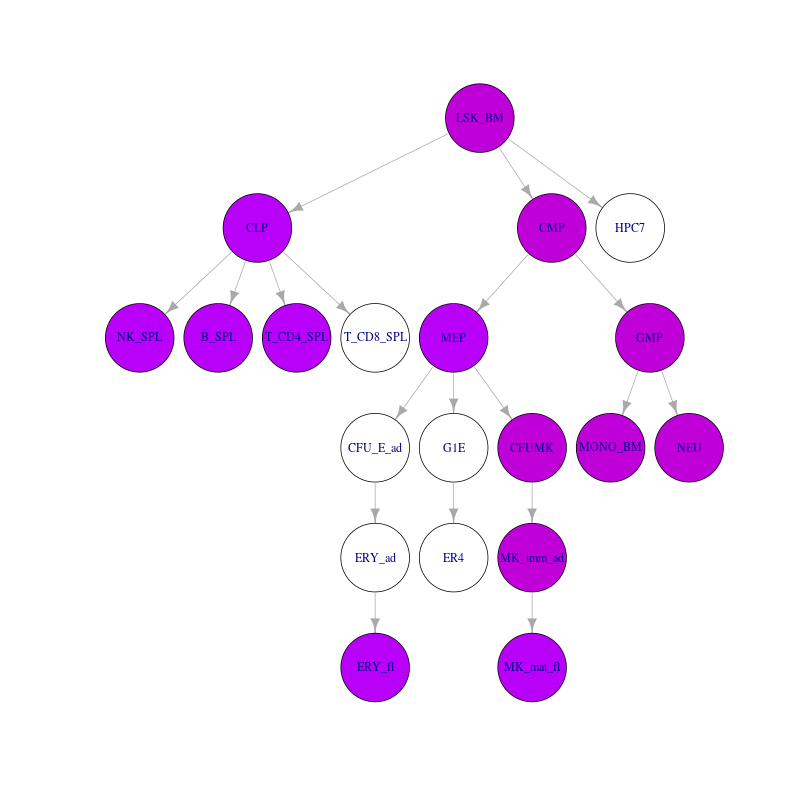 LSK_BM
CLP
CMP
HPC7
NK_SPL
B_SPL
T_CD4_SPL
T_CD8_SPL
MEP
GMP
CFU_E_ad
G1E
CFUMK
MONO_BM
NEU
ERY_ad
ER4
MK_imm_ad
ERY_fl
MK_mat_fl